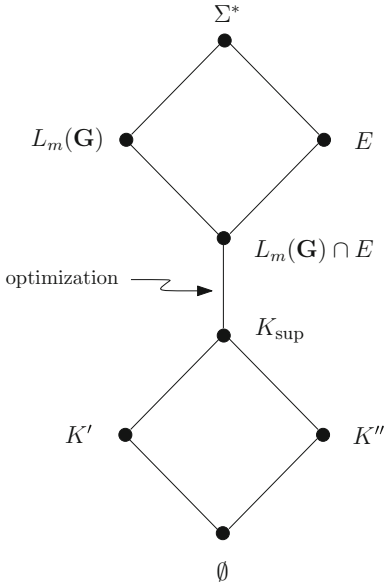 Σ*
L_m(G) E
L_m(G) ∩ E
optimization
K_sup
K′ K″
∅